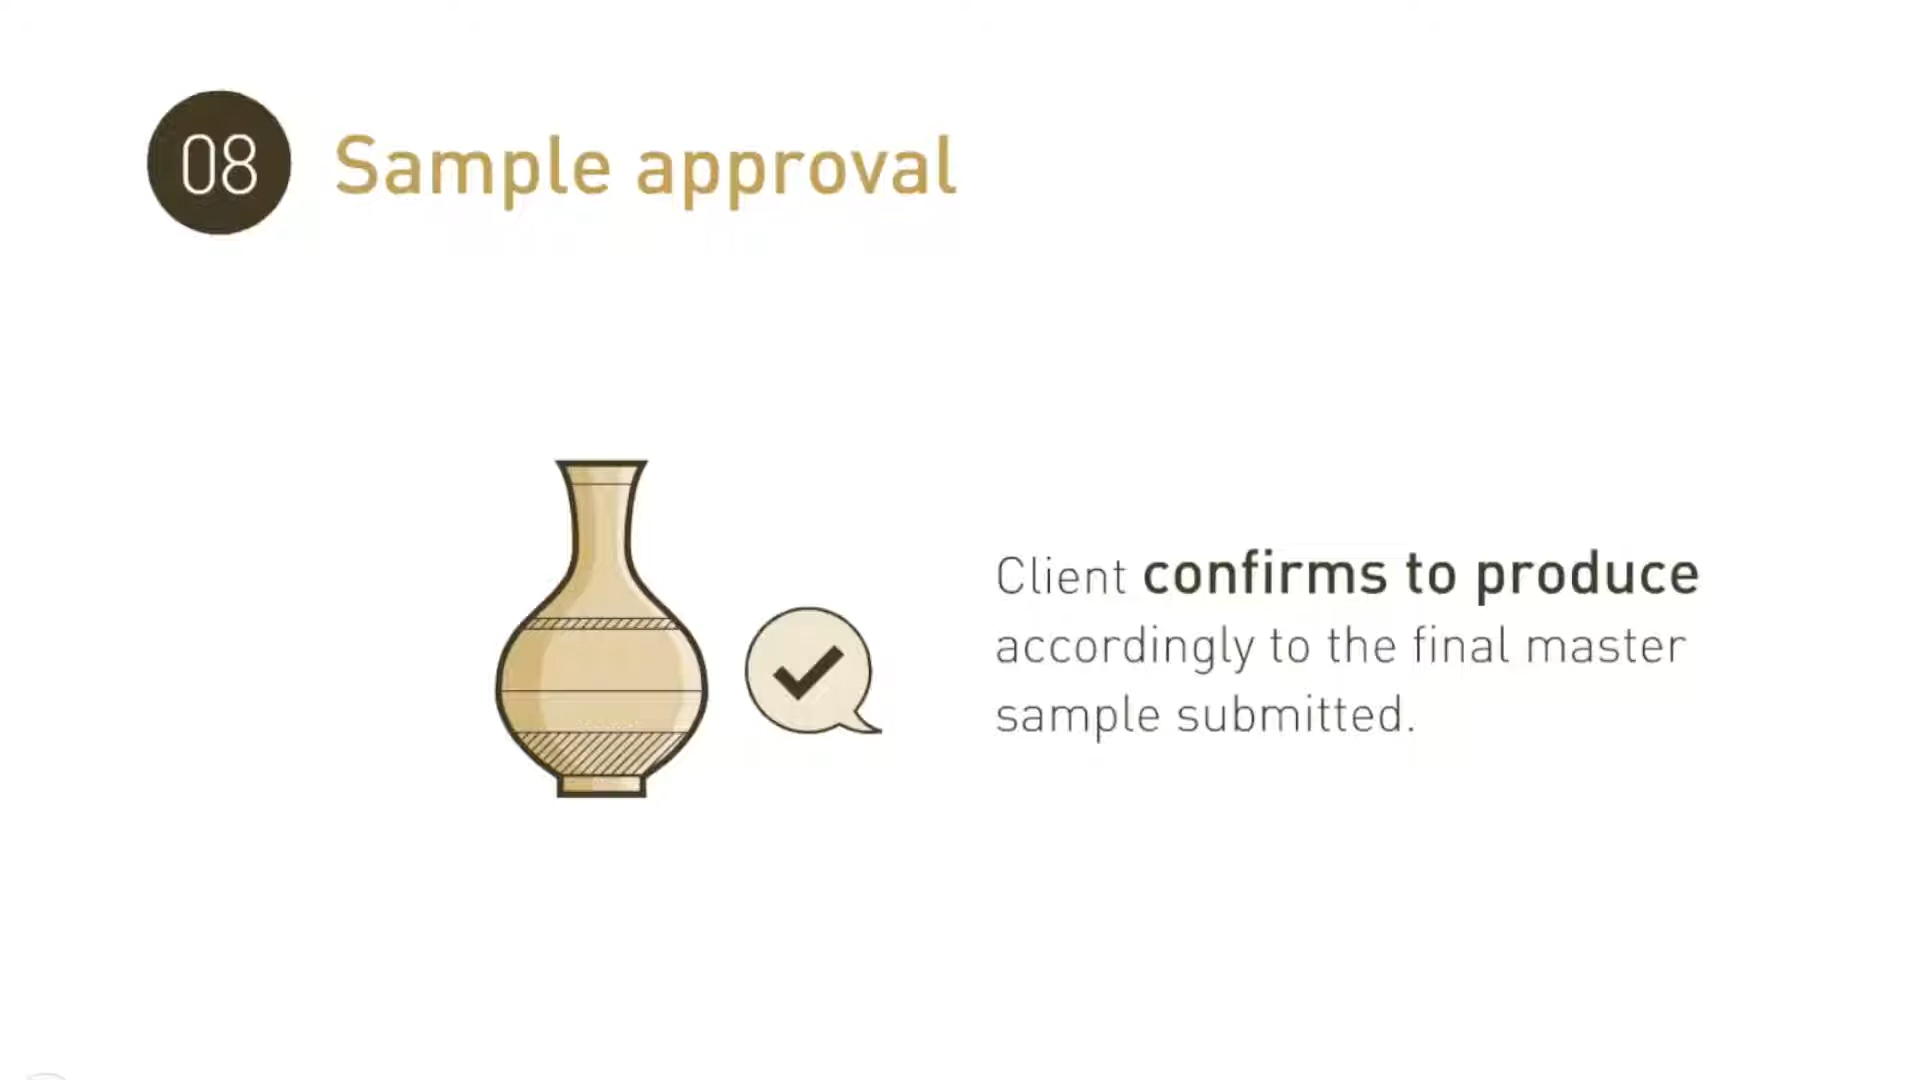 08 Sample approval
Client confirms to produce
accordingly to the final master
sample submitted.